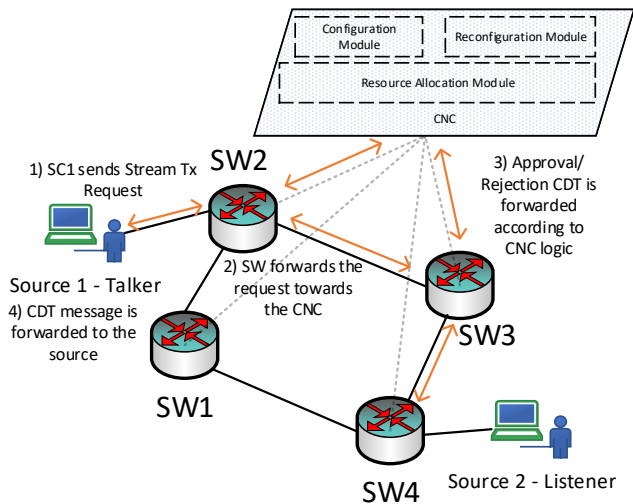 Configuration
Module
Reconfiguration
Module
Resource Allocation Module
CNC
SW2
1) SC1 sends Stream Tx
Request
3) Approval/
Rejection CDT is
forwarded
according to
CNC logic
Source 1 - Talker
2) SW forwards the
request towards
the CNC
4) CDT message is
forwarded to the
source
SW3
SW1
SW4
Source 2 - Listener